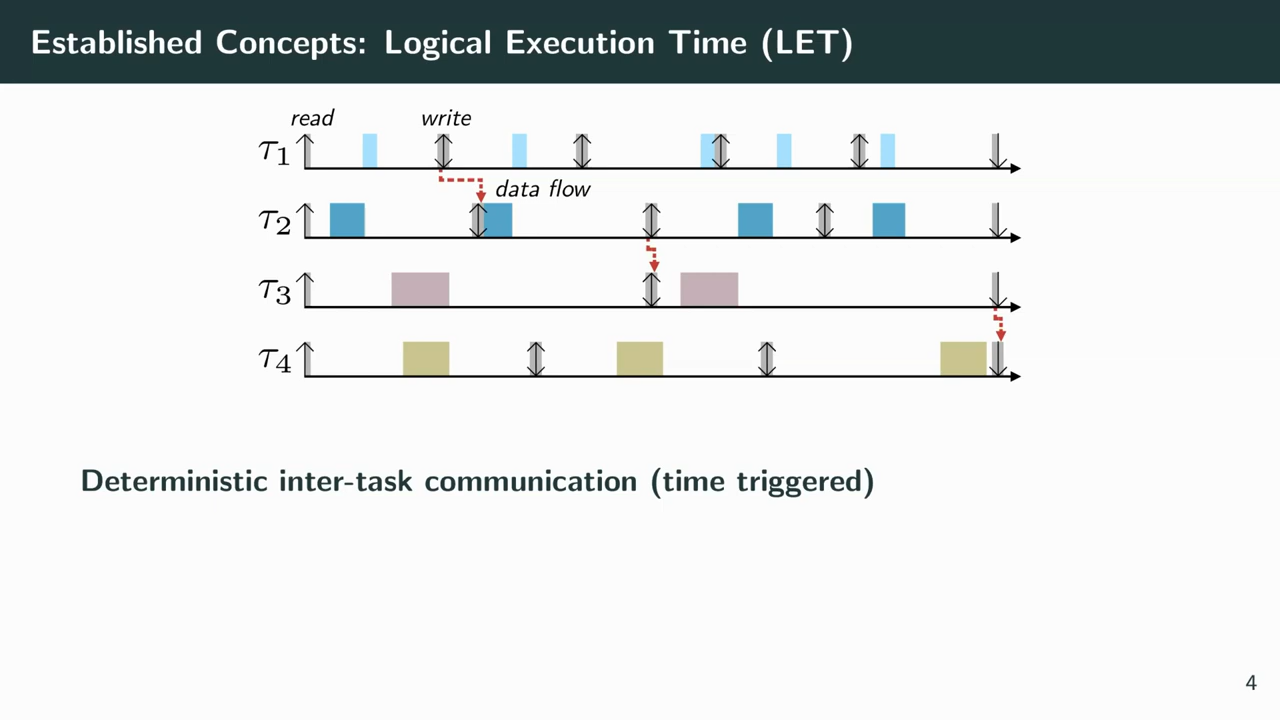 Established Concepts: Logical Execution Time (LET)
read write
τ1
data flow
τ2
τ3
τ4
Deterministic inter-task communication (time triggered)
4